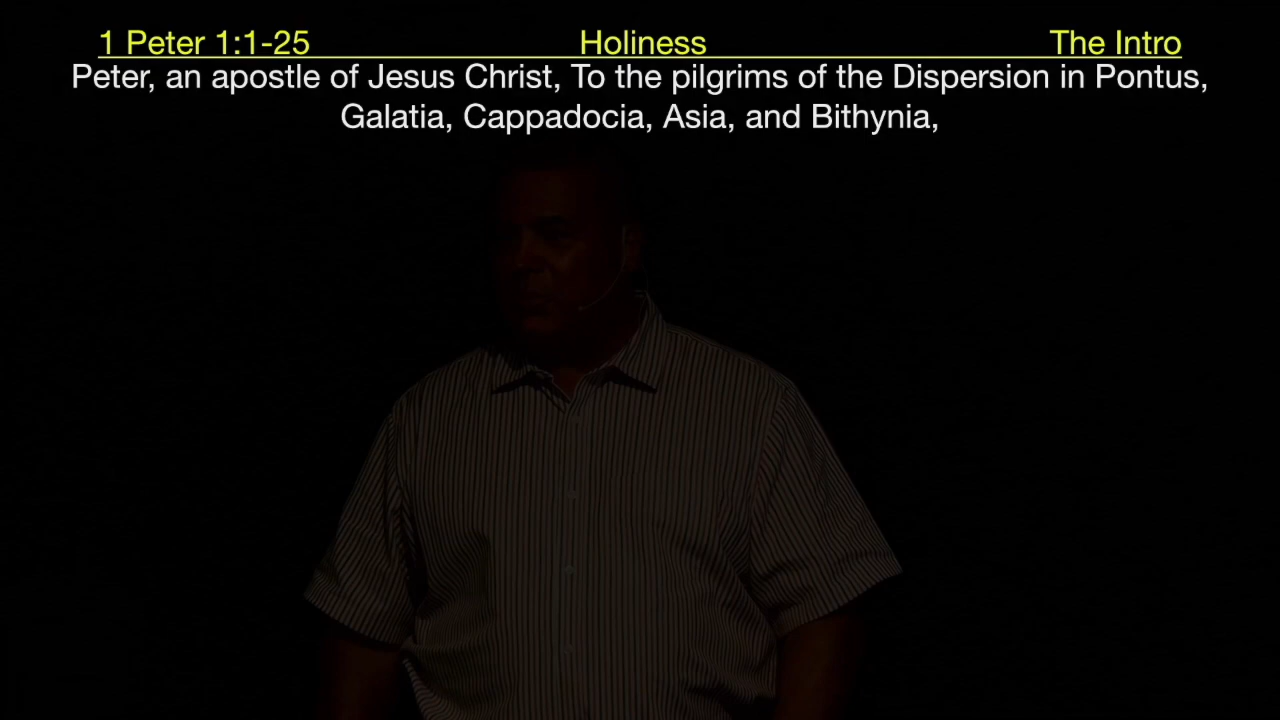 1 Peter 1:1-25 Holiness The Intro
Peter, an apostle of Jesus Christ, To the pilgrims of the Dispersion in Pontus,
Galatia, Cappadocia, Asia, and Bithynia,